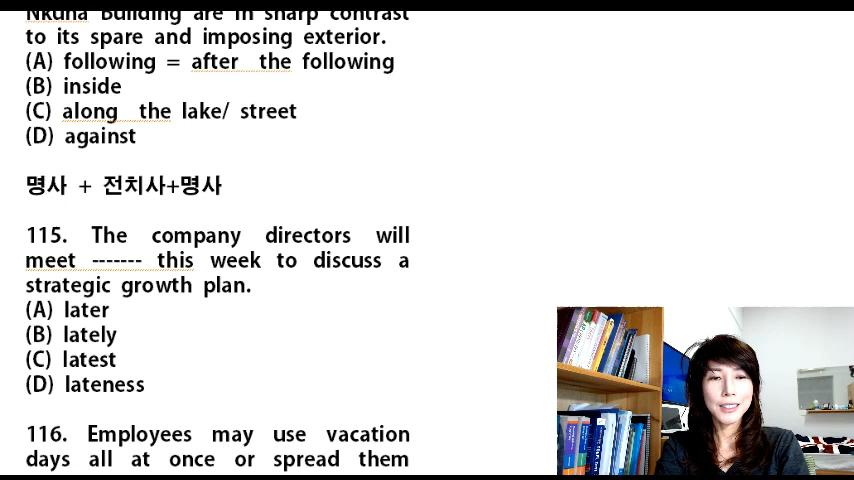 Nkuna Building are in sharp contrast
to its spare and imposing exterior.
(A) following = after the following
(B) inside
(C) along the lake/ street
(D) against
명사 + 전치사+명사
115. The company directors will
meet ------- this week to discuss a
strategic growth plan.
(A) later
(B) lately
(C) latest
(D) lateness
116. Employees may use vacation
days all at once or spread them